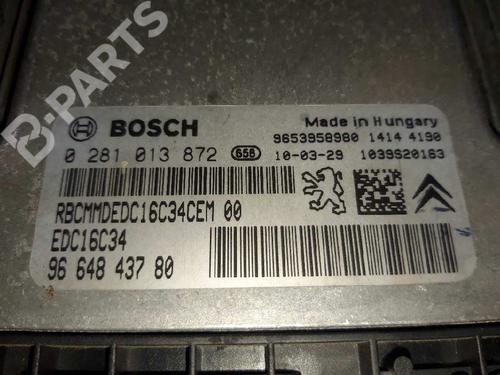 B-PARTS
BOSCH
Made in Hungary
9653958980 1414 4190
0 281 013 872 656 10-03-29 1039S20163
RBCMMDEDC16C34CEM 00
EDC16C34
96 648 437 80